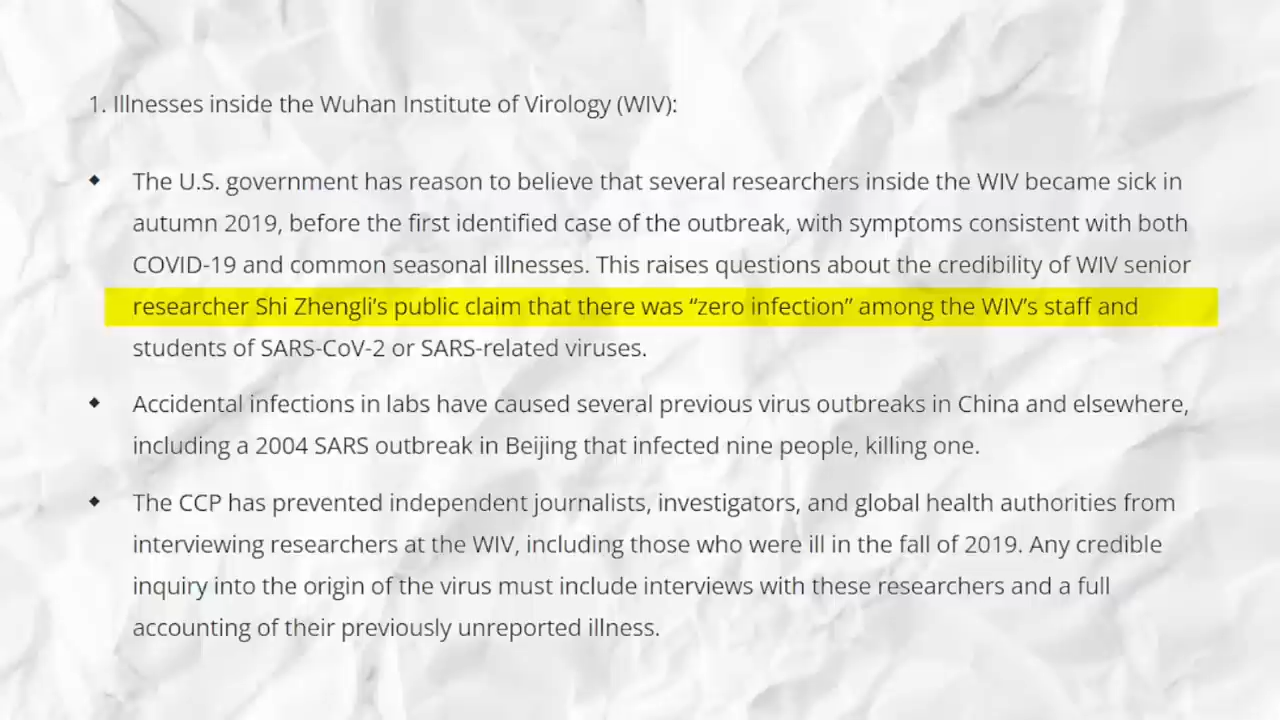 1. Illnesses inside the Wuhan Institute of Virology (WIV):
◆ The U.S. government has reason to believe that several researchers inside the WIV became sick in
autumn 2019, before the first identified case of the outbreak, with symptoms consistent with both
COVID-19 and common seasonal illnesses. This raises questions about the credibility of WIV senior
researcher Shi Zhengli’s public claim that there was “zero infection” among the WIV’s staff and
students of SARS-CoV-2 or SARS-related viruses.
◆ Accidental infections in labs have caused several previous virus outbreaks in China and elsewhere,
including a 2004 SARS outbreak in Beijing that infected nine people, killing one.
◆ The CCP has prevented independent journalists, investigators, and global health authorities from
interviewing researchers at the WIV, including those who were ill in the fall of 2019. Any credible
inquiry into the origin of the virus must include interviews with these researchers and a full
accounting of their previously unreported illness.